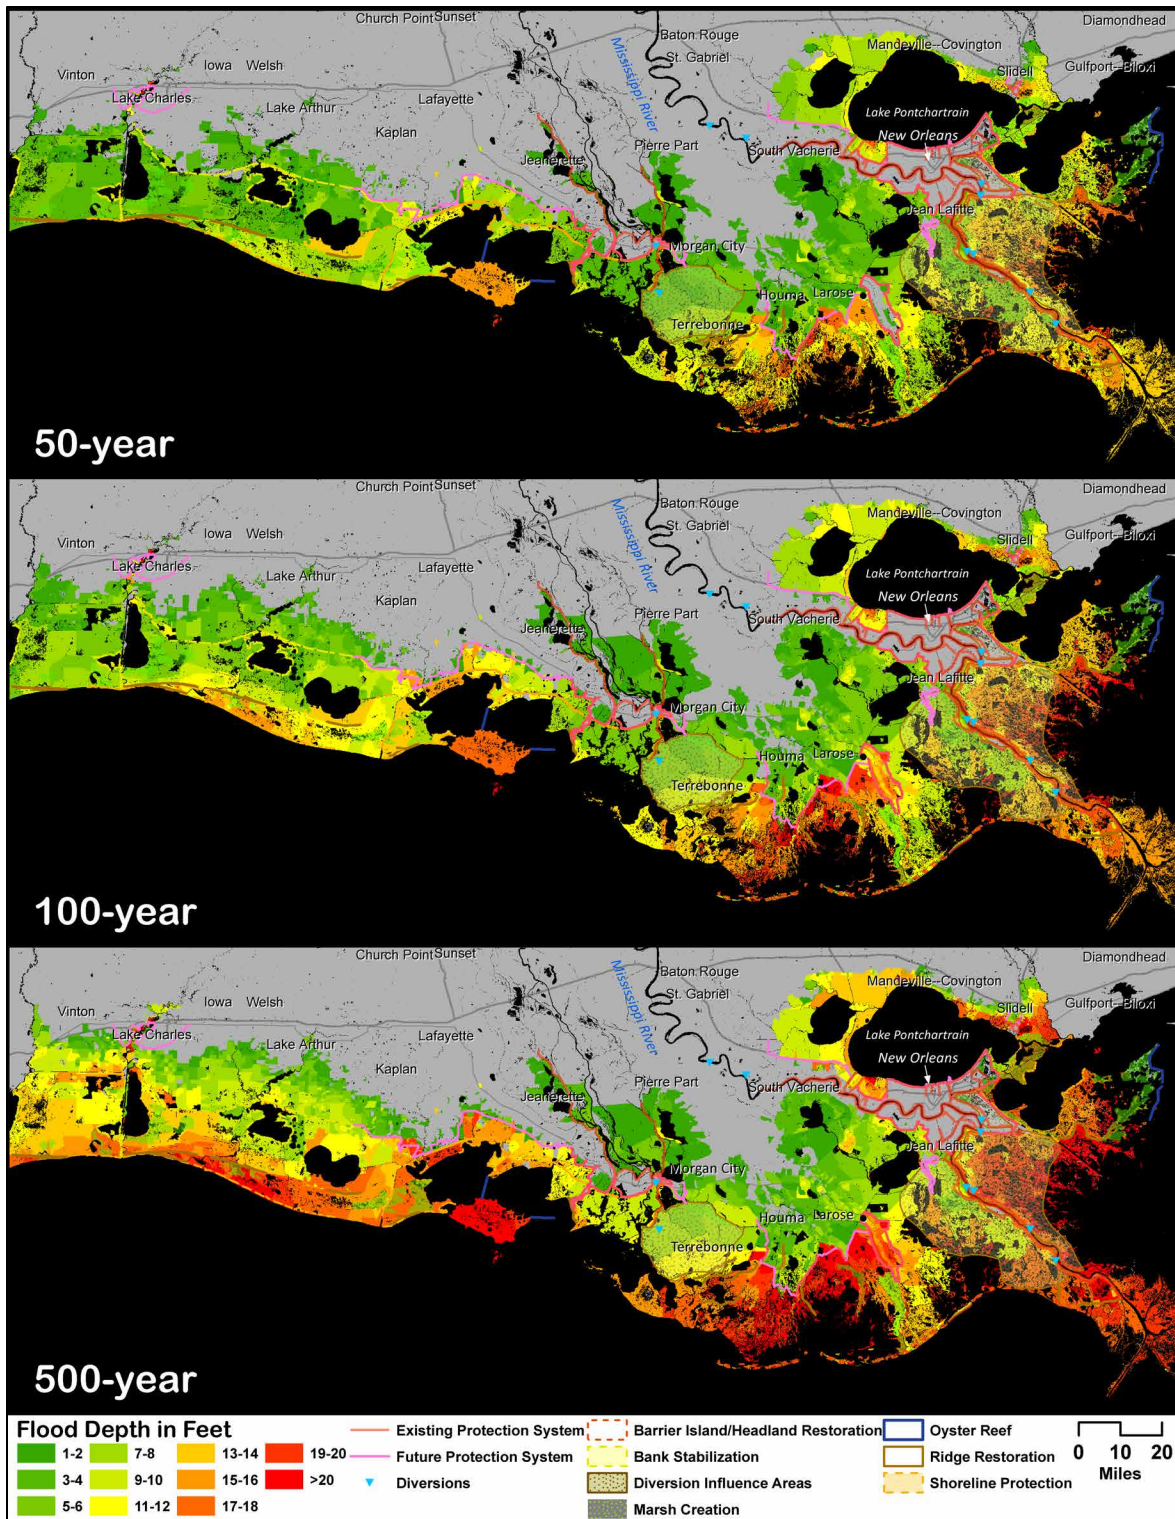 Church Point
Sunset
Diamondhead
Baton Rouge
Mandeville--Covington
St. Gabriel
Iowa
Welsh
Gulfport--Biloxi
Vinton
Slidell
Mississippi River
Lake Charles
Lafayette
Lake Arthur
Lake Pontchartrain
Kaplan
New Orleans
Pierre Part
South Vacherie
Jeanerette
Jean Lafitte
Morgan City
Houma
Larose
Terrebonne
50-year
Church Point
Sunset
Diamondhead
Baton Rouge
Mandeville--Covington
St. Gabriel
Iowa
Welsh
Gulfport--Biloxi
Vinton
Slidell
Mississippi River
Lake Charles
Lafayette
Lake Arthur
Lake Pontchartrain
Kaplan
New Orleans
Pierre Part
South Vacherie
Jeanerette
Jean Lafitte
Morgan City
Houma
Larose
Terrebonne
100-year
Church Point
Sunset
Diamondhead
Baton Rouge
Mandeville--Covington
St. Gabriel
Iowa
Welsh
Gulfport--Biloxi
Vinton
Slidell
Mississippi River
Lake Charles
Lafayette
Lake Arthur
Lake Pontchartrain
Kaplan
New Orleans
Pierre Part
South Vacherie
Jeanerette
Jean Lafitte
Morgan City
Houma
Larose
Terrebonne
500-year
Flood Depth in Feet
1-2
3-4
5-6
7-8
9-10
11-12
13-14
15-16
17-18
19-20
>20
Existing Protection System
Future Protection System
Diversions
Barrier Island/Headland Restoration
Bank Stabilization
Diversion Influence Areas
Marsh Creation
Oyster Reef
Ridge Restoration
Shoreline Protection
0 10 20
Miles